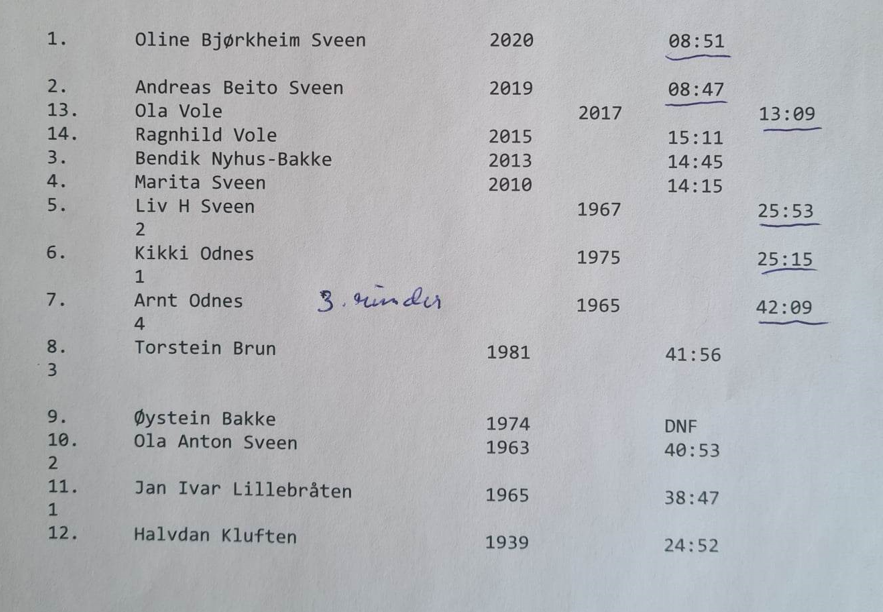 1. Oline Bjørkheim Sveen 2020 08:51
2. Andreas Beito Sveen 2019 08:47
13. Ola Vole 2017 13:09
14. Ragnhild Vole 2015 15:11
3. Bendik Nyhus-Bakke 2013 14:45
4. Marita Sveen 2010 14:15
5. Liv H Sveen 1967 25:53
2
6. Kikki Odnes 1975 25:15
1
7. Arnt Odnes 3. runder 1965 42:09
4
8. Torstein Brun 1981 41:56
3
9. Øystein Bakke 1974 DNF
10. Ola Anton Sveen 1963 40:53
2
11. Jan Ivar Lillebråten 1965 38:47
1
12. Halvdan Kluften 1939 24:52